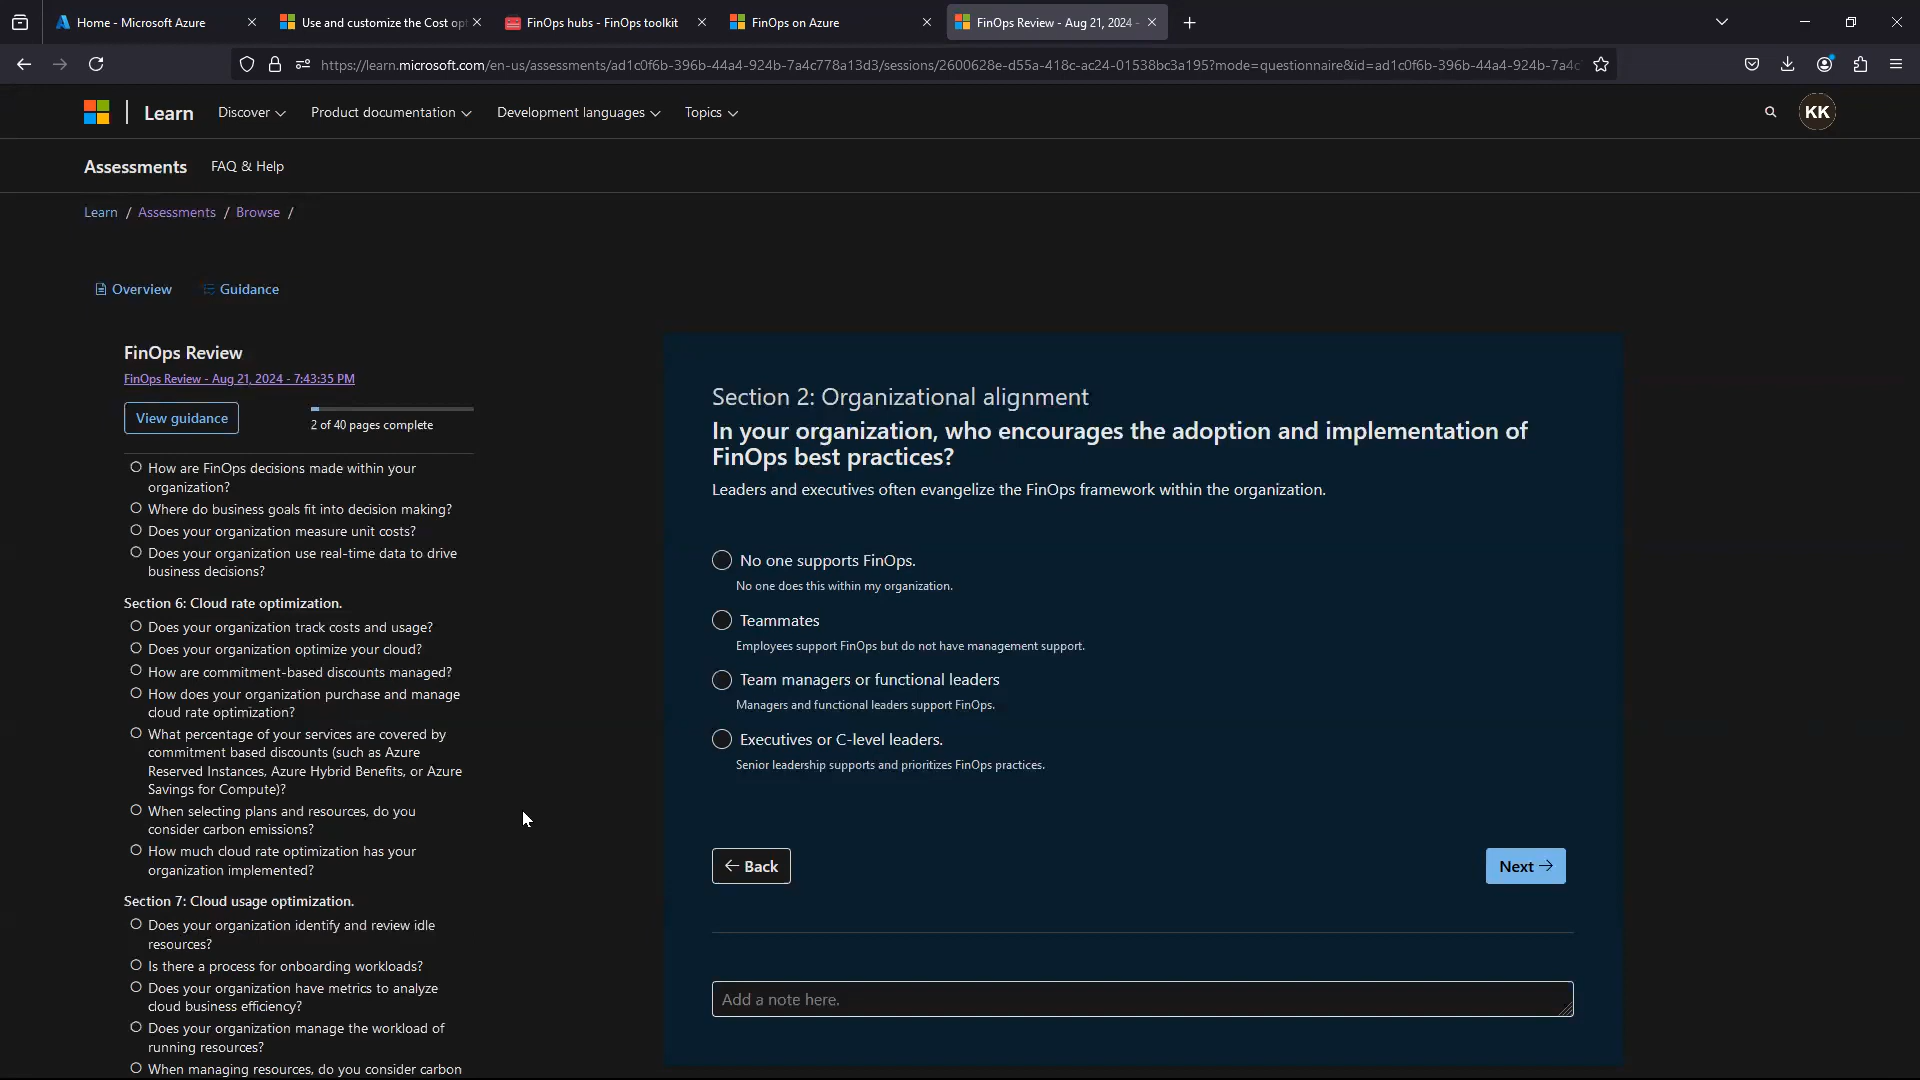 Home - Microsoft Azure
Use and customize the Cost op
FinOps hubs - FinOps toolkit
FinOps on Azure
FinOps Review - Aug 21, 2024 -
https://learn.microsoft.com/en-us/assessments/ad1c0f6b-396b-44a4-924b-7a4c778a13d3/sessions/2600628e-d55a-418c-ac24-01538bc3a195?mode=questionnaire&id=ad1c0f6b-396b-44a4-924b-7a4c
Learn
Discover
Product documentation
Development languages
Topics
KK
Assessments
FAQ & Help
Learn / Assessments / Browse /
Overview
Guidance
FinOps Review
FinOps Review - Aug 21, 2024 - 7:43:35 PM
View guidance
2 of 40 pages complete
How are FinOps decisions made within your
organization?
Where do business goals fit into decision making?
Does your organization measure unit costs?
Does your organization use real-time data to drive
business decisions?
Section 6: Cloud rate optimization.
Does your organization track costs and usage?
Does your organization optimize your cloud?
How are commitment-based discounts managed?
How does your organization purchase and manage
cloud rate optimization?
What percentage of your services are covered by
commitment based discounts (such as Azure
Reserved Instances, Azure Hybrid Benefits, or Azure
Savings for Compute)?
When selecting plans and resources, do you
consider carbon emissions?
How much cloud rate optimization has your
organization implemented?
Section 7: Cloud usage optimization.
Does your organization identify and review idle
resources?
Is there a process for onboarding workloads?
Does your organization have metrics to analyze
cloud business efficiency?
Does your organization manage the workload of
running resources?
When managing resources, do you consider carbon
Section 2: Organizational alignment
In your organization, who encourages the adoption and implementation of
FinOps best practices?
Leaders and executives often evangelize the FinOps framework within the organization.
No one supports FinOps.
No one does this within my organization.
Teammates
Employees support FinOps but do not have management support.
Team managers or functional leaders
Managers and functional leaders support FinOps.
Executives or C-level leaders.
Senior leadership supports and prioritizes FinOps practices.
← Back
Next →
Add a note here.